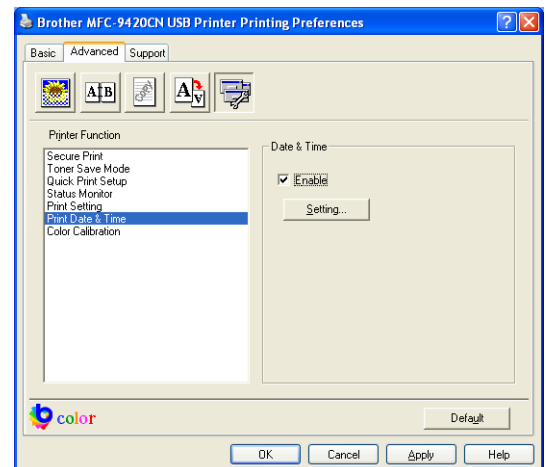 Brother MFC-9420CN USB Printer Printing Preferences
Basic Advanced Support
A B
A A
Printer Function
Secure Print
Toner Save Mode
Quick Print Setup
Status Monitor
Print Setting
Print Date & Time
Color Calibration
Date & Time
Enable
Setting...
color
Default
OK Cancel Apply Help